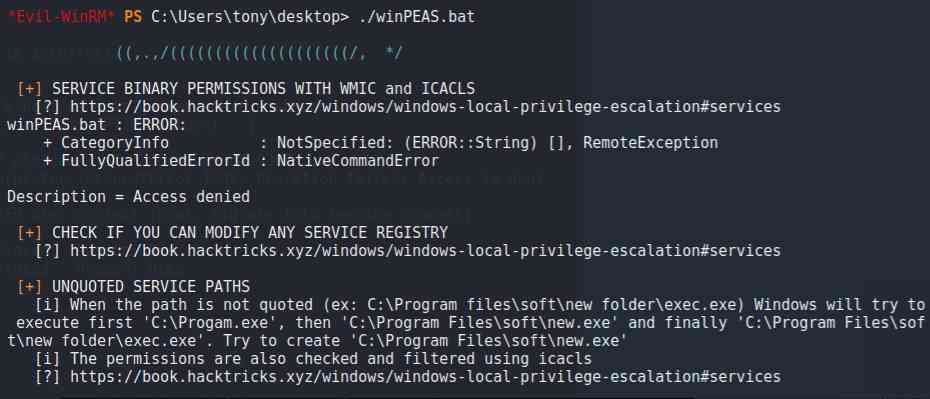 *Evil-WinRM* PS C:\Users\tony\desktop> ./winPEAS.bat
((,.,/((((((((((((((((((((/,  */
[+] SERVICE BINARY PERMISSIONS WITH WMIC and ICACLS
[?] https://book.hacktricks.xyz/windows/windows-local-privilege-escalation#services
winPEAS.bat : ERROR:
+ CategoryInfo          : NotSpecified: (ERROR::String) [], RemoteException
+ FullyQualifiedErrorId : NativeCommandError
Description = Access denied
[+] CHECK IF YOU CAN MODIFY ANY SERVICE REGISTRY
[?] https://book.hacktricks.xyz/windows/windows-local-privilege-escalation#services
[+] UNQUOTED SERVICE PATHS
[i] When the path is not quoted (ex: C:\Program files\soft\new folder\exec.exe) Windows will try to
execute first 'C:\Progam.exe', then 'C:\Program Files\soft\new.exe' and finally 'C:\Program Files\sof
t\new folder\exec.exe'. Try to create 'C:\Program Files\soft\new.exe'
[i] The permissions are also checked and filtered using icacls
[?] https://book.hacktricks.xyz/windows/windows-local-privilege-escalation#services